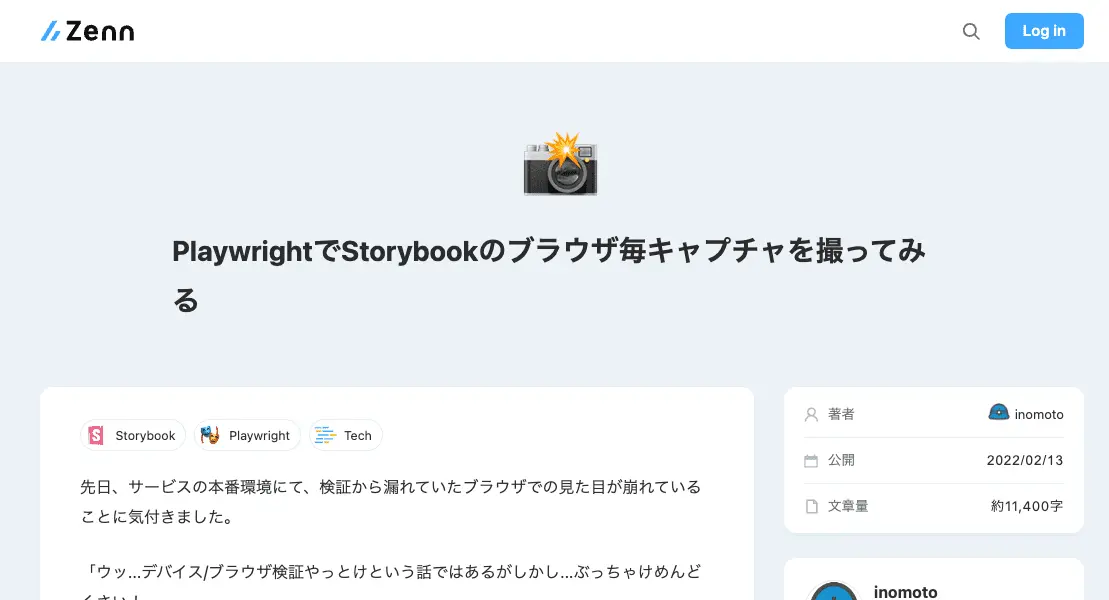 Zenn
Log in
PlaywrightでStorybookのブラウザ毎キャプチャを撮ってみ
る
Storybook
Playwright
Tech
先日、サービスの本番環境にて、検証から漏れていたブラウザでの見た目が崩れている
ことに気付きました。
「ウッ…デバイス/ブラウザ検証やっとけという話ではあるがしかし…ぶっちゃけめんど
くさい！
著者
inomoto
公開
2022/02/13
文章量
約11,400字
inomoto